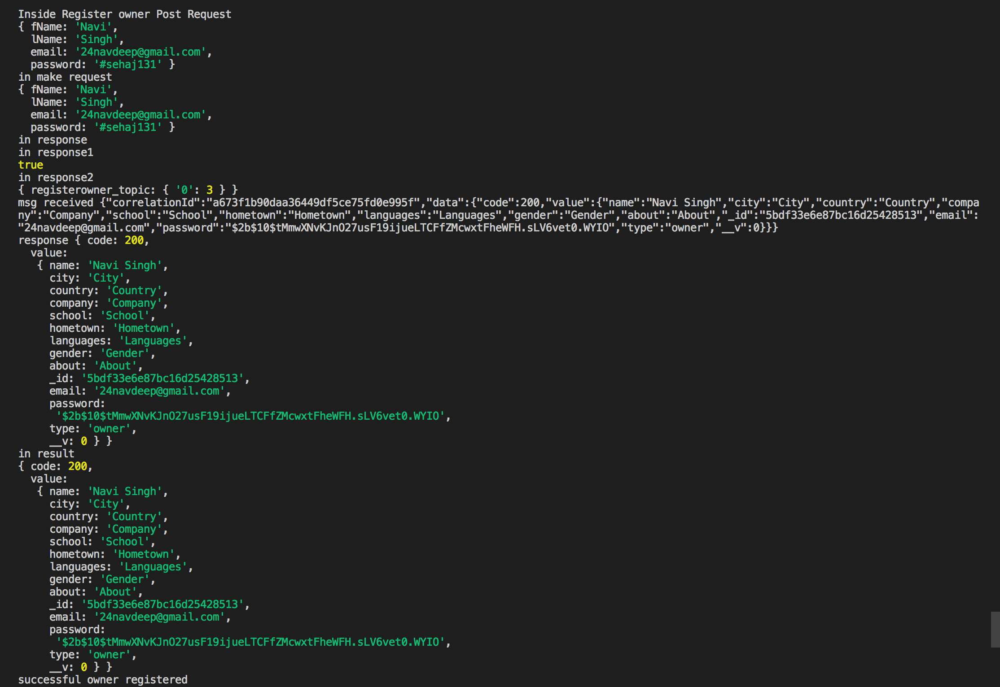 Inside Register owner Post Request
{ fName: 'Navi',
  lName: 'Singh',
  email: '24navdeep@gmail.com',
  password: '#sehaj131' }
in make request
{ fName: 'Navi',
  lName: 'Singh',
  email: '24navdeep@gmail.com',
  password: '#sehaj131' }
in response
in response1
true
in response2
{ registerowner_topic: { '0': 3 } }
msg received {"correlationId":"a673f1b90daa36449df5ce75fd0e995f","data":{"code":200,"value":{"name":"Navi Singh","city":"City","country":"Country","compa
ny":"Company","school":"School","hometown":"Hometown","languages":"Languages","gender":"Gender","about":"About","_id":"5bdf33e6e87bc16d25428513","email":
"24navdeep@gmail.com","password":"$2b$10$tMmwXNvKJnO27usF19ijueLTCFfZMcwxtFheWFH.sLV6vet0.WYIO","type":"owner","__v":0}}}
response { code: 200,
  value:
   { name: 'Navi Singh',
     city: 'City',
     country: 'Country',
     company: 'Company',
     school: 'School',
     hometown: 'Hometown',
     languages: 'Languages',
     gender: 'Gender',
     about: 'About',
     _id: '5bdf33e6e87bc16d25428513',
     email: '24navdeep@gmail.com',
     password:
      '$2b$10$tMmwXNvKJnO27usF19ijueLTCFfZMcwxtFheWFH.sLV6vet0.WYIO',
     type: 'owner',
     __v: 0 } }
in result
{ code: 200,
  value:
   { name: 'Navi Singh',
     city: 'City',
     country: 'Country',
     company: 'Company',
     school: 'School',
     hometown: 'Hometown',
     languages: 'Languages',
     gender: 'Gender',
     about: 'About',
     _id: '5bdf33e6e87bc16d25428513',
     email: '24navdeep@gmail.com',
     password:
      '$2b$10$tMmwXNvKJnO27usF19ijueLTCFfZMcwxtFheWFH.sLV6vet0.WYIO',
     type: 'owner',
     __v: 0 } }
successful owner registered